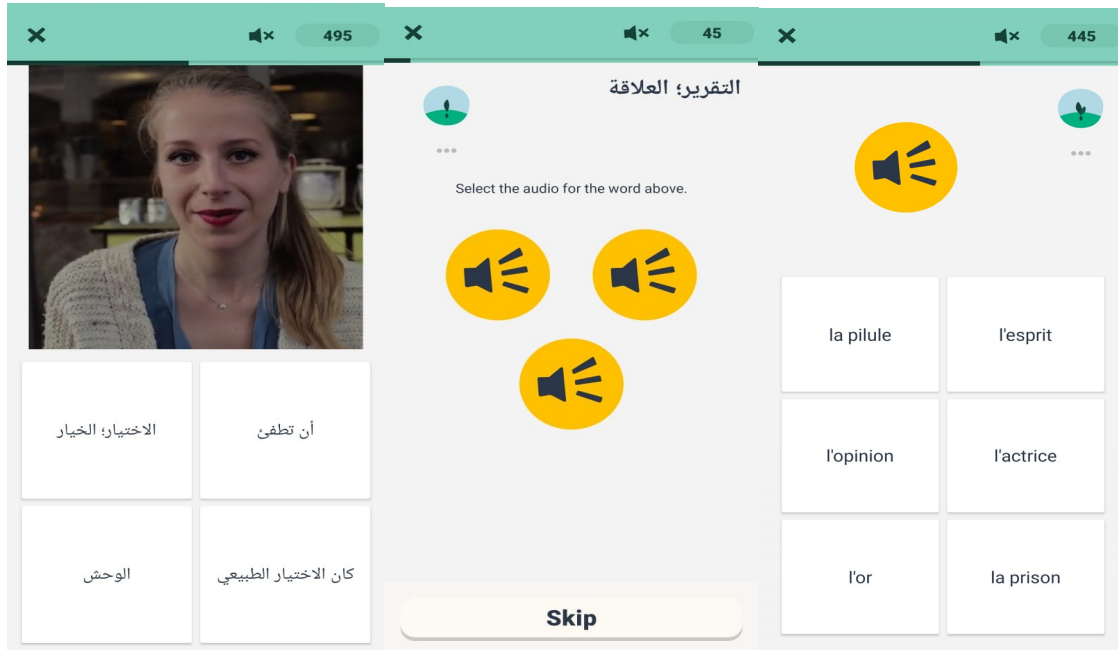 495
الاختيار؛ الخيار
أن تطفئ
الوحش
كان الاختيار الطبيعي
45
التقرير؛ العلاقة
Select the audio for the word above.
Skip
445
la pilule
l'esprit
l'opinion
l'actrice
l'or
la prison